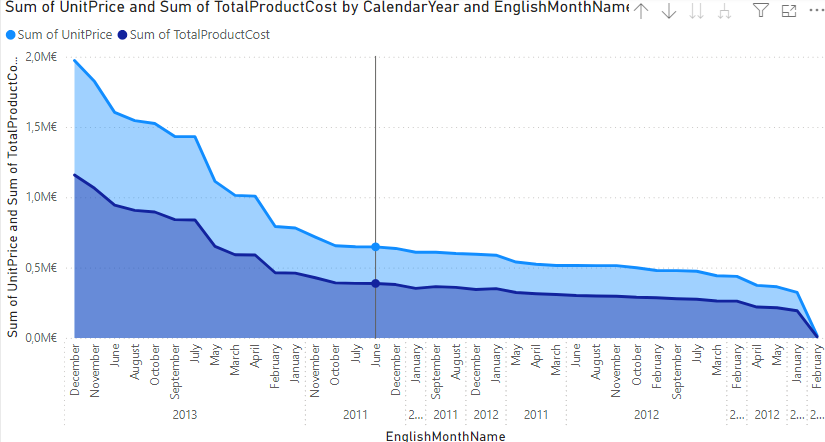 Sum of UnitPrice and Sum of TotalProductCost by CalendarYear and EnglishMonthName
Sum of UnitPrice
Sum of TotalProductCost
Sum of UnitPrice and Sum of TotalProductCo...
2,0M€
1,5M€
1,0M€
0,5M€
0,0M€
December
November
June
August
October
September
July
May
March
April
February
January
November
October
July
June
December
January
September
August
December
January
May
April
March
June
August
November
October
February
September
July
March
February
April
May
January
February
2013
2011
2...
2011
2012
2011
2012
2...
2012
2...
2...
EnglishMonthName